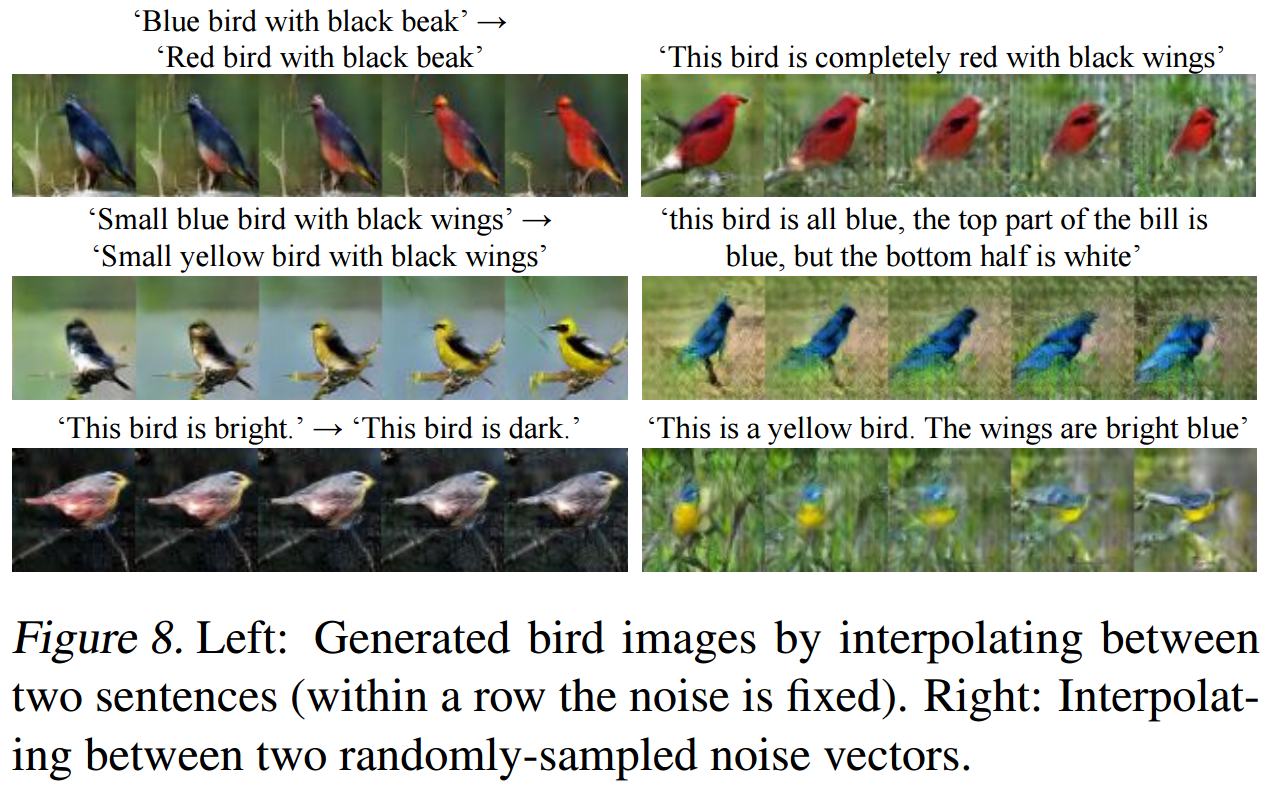 ‘Blue bird with black beak’ →
‘Red bird with black beak’
‘This bird is completely red with black wings’
‘Small blue bird with black wings’ →
‘Small yellow bird with black wings’
‘this bird is all blue, the top part of the bill is
blue, but the bottom half is white’
‘This bird is bright.’ → ‘This bird is dark.’
‘This is a yellow bird. The wings are bright blue’
Figure 8. Left: Generated bird images by interpolating between
two sentences (within a row the noise is fixed). Right: Interpolat-
ing between two randomly-sampled noise vectors.